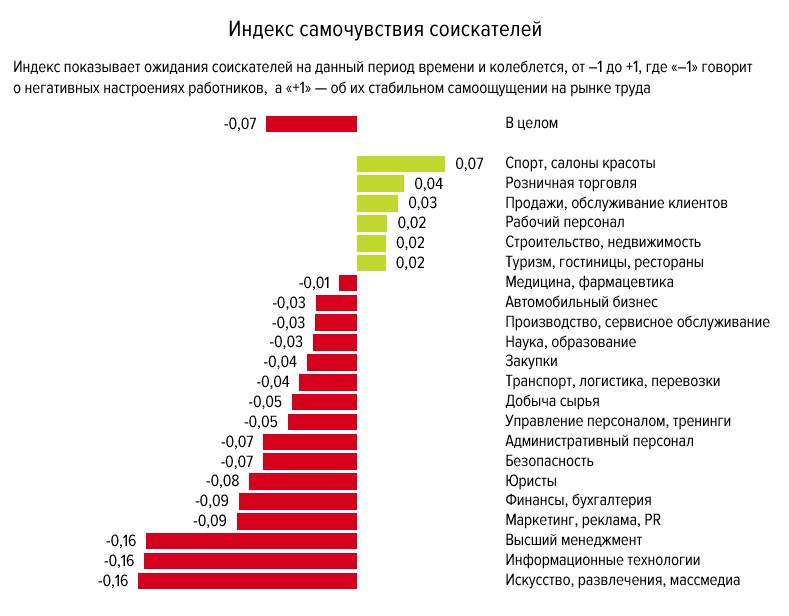 Индекс самочувствия соискателей
Индекс показывает ожидания соискателей на данный период времени и колеблется, от –1 до +1, где «–1» говорит
о негативных настроениях работников, а «+1» — об их стабильном самоощущении на рынке труда
-0,07 В целом
0,07 Спорт, салоны красоты
0,04 Розничная торговля
0,03 Продажи, обслуживание клиентов
0,02 Рабочий персонал
0,02 Строительство, недвижимость
0,02 Туризм, гостиницы, рестораны
-0,01 Медицина, фармацевтика
-0,03 Автомобильный бизнес
-0,03 Производство, сервисное обслуживание
-0,03 Наука, образование
-0,04 Закупки
-0,04 Транспорт, логистика, перевозки
-0,05 Добыча сырья
-0,05 Управление персоналом, тренинги
-0,07 Административный персонал
-0,07 Безопасность
-0,08 Юристы
-0,09 Финансы, бухгалтерия
-0,09 Маркетинг, реклама, PR
-0,16 Высший менеджмент
-0,16 Информационные технологии
-0,16 Искусство, развлечения, массмедиа